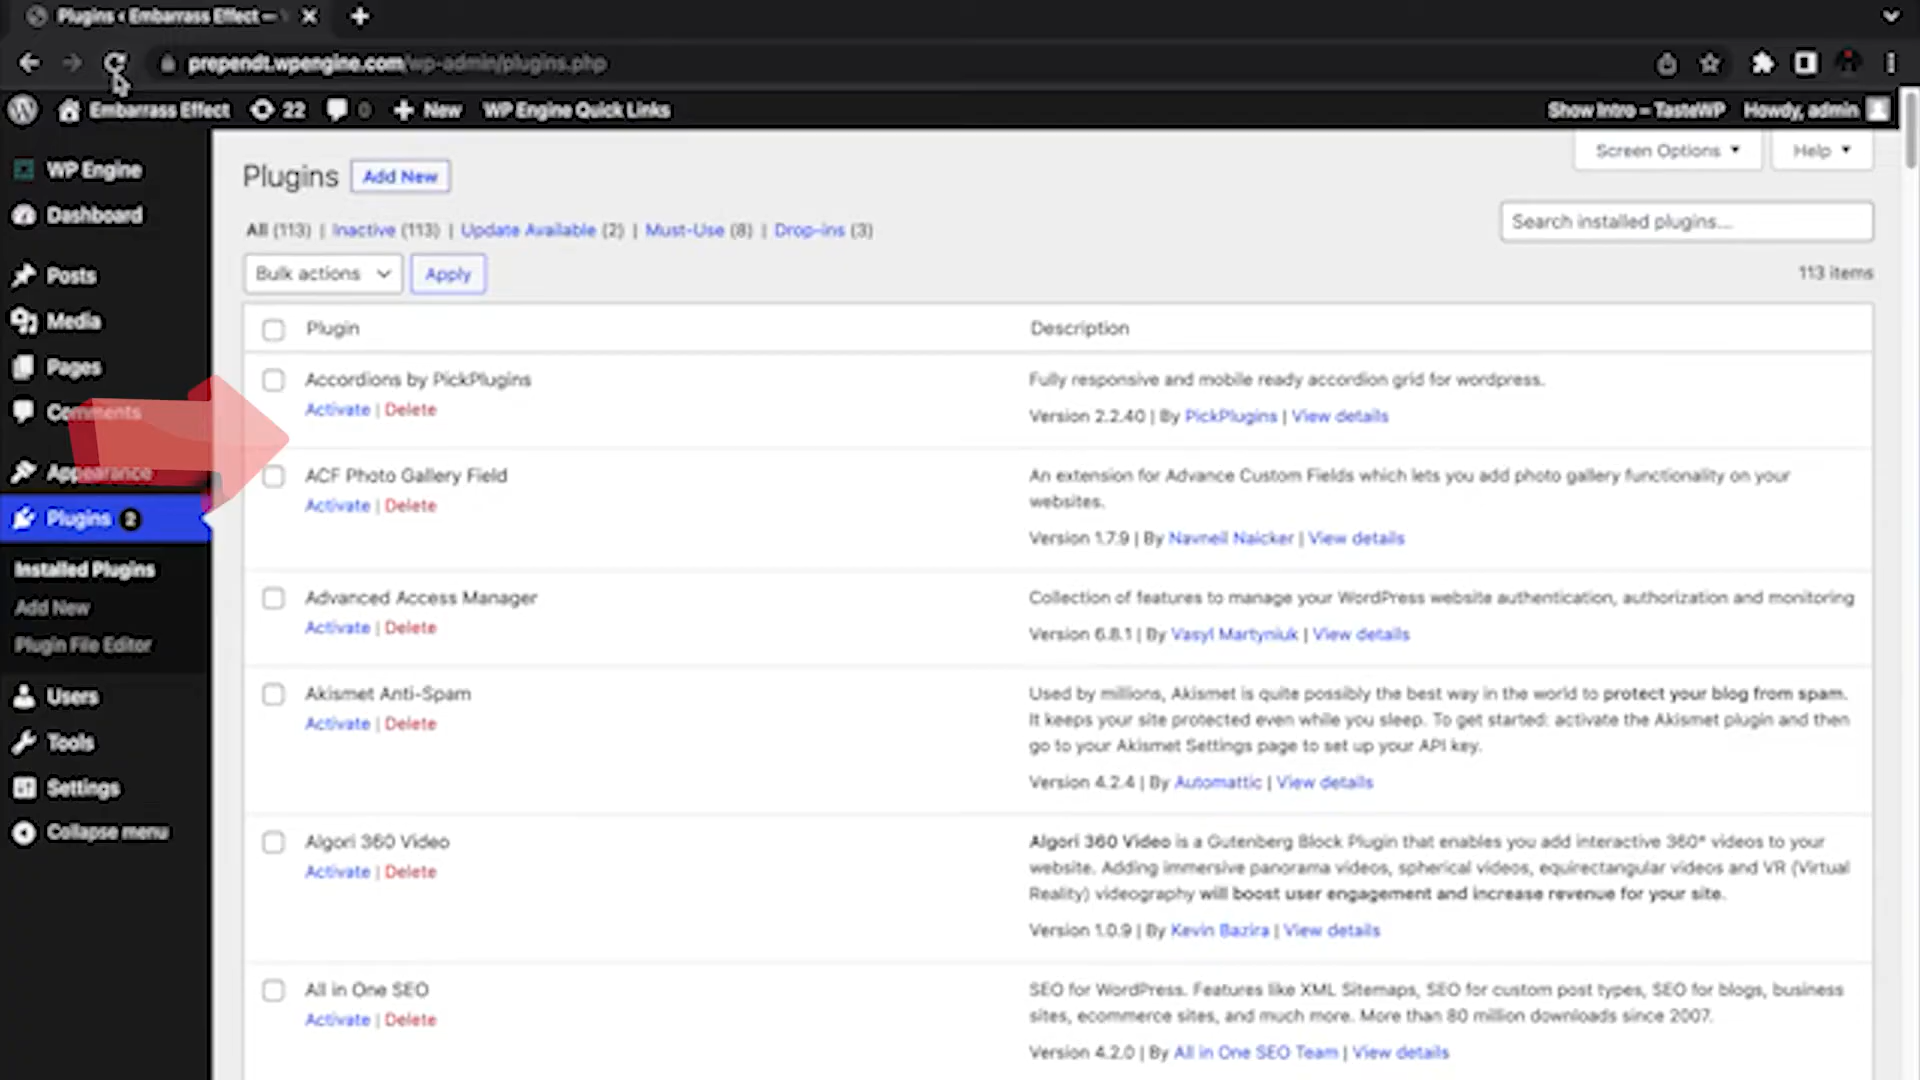 Plugins ‹ Embarrass Effect —
prependt.wpengine.com/wp-admin/plugins.php
Embarrass Effect 22 0 + New WP Engine Quick Links Show Intro – TasteWP Howdy, admin
WP Engine
Dashboard
Posts
Media
Pages
Comments
Appearance
Plugins 2
Installed Plugins
Add New
Plugin File Editor
Users
Tools
Settings
Collapse menu
Screen Options ▼ Help ▼
Plugins Add New
All (113) | Inactive (113) | Update Available (2) | Must-Use (8) | Drop-ins (3)
Search installed plugins...
Bulk actions Apply
113 items
Plugin Description
Accordions by PickPlugins
Activate | Delete
Fully responsive and mobile ready accordion grid for wordpress.
Version 2.2.40 | By PickPlugins | View details
ACF Photo Gallery Field
Activate | Delete
An extension for Advance Custom Fields which lets you add photo gallery functionality on your
websites.
Version 1.7.9 | By Navneil Naicker | View details
Advanced Access Manager
Activate | Delete
Collection of features to manage your WordPress website authentication, authorization and monitoring
Version 6.8.1 | By Vasyl Martyniuk | View details
Akismet Anti-Spam
Activate | Delete
Used by millions, Akismet is quite possibly the best way in the world to protect your blog from spam.
It keeps your site protected even while you sleep. To get started: activate the Akismet plugin and then
go to your Akismet Settings page to set up your API key.
Version 4.2.4 | By Automattic | View details
Algori 360 Video
Activate | Delete
Algori 360 Video is a Gutenberg Block Plugin that enables you add interactive 360° videos to your
website. Adding immersive panorama videos, spherical videos, equirectangular videos and VR (Virtual
Reality) videography will boost user engagement and increase revenue for your site.
Version 1.0.9 | By Kevin Bazira | View details
All in One SEO
Activate | Delete
SEO for WordPress. Features like XML Sitemaps, SEO for custom post types, SEO for blogs, business
sites, ecommerce sites, and much more. More than 80 million downloads since 2007.
Version 4.2.0 | By All in One SEO Team | View details